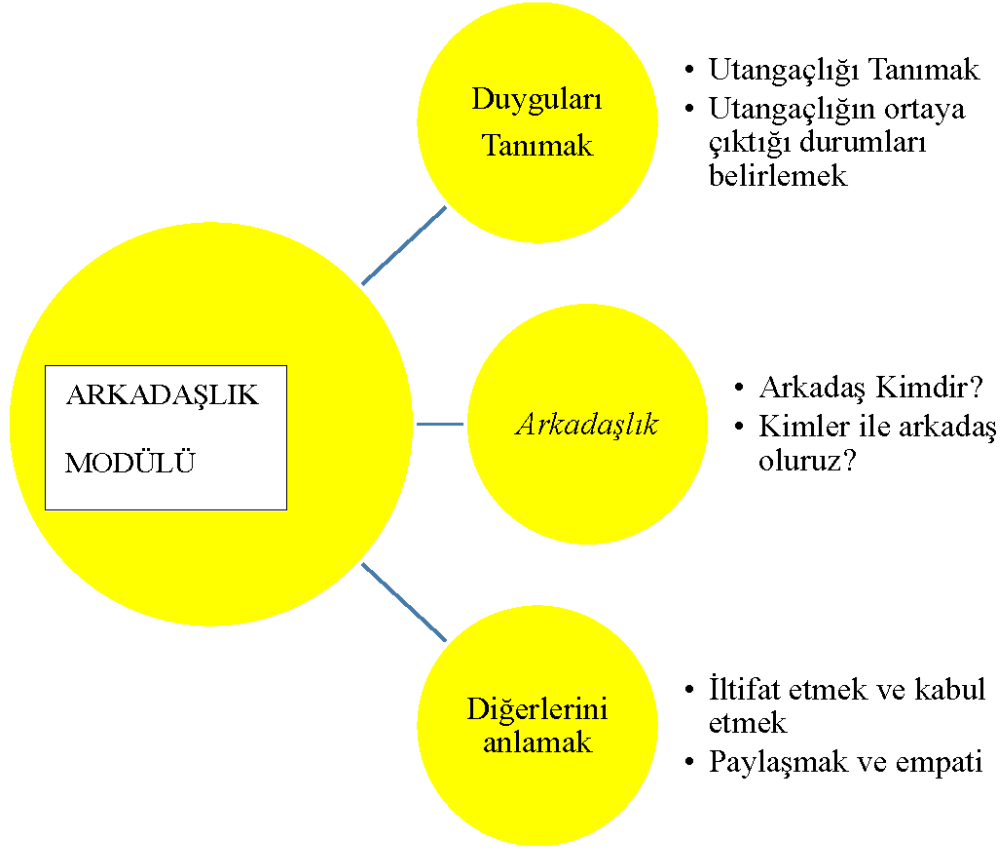 Duyguları
Tanımak
• Utangaçlığı Tanımak
• Utangaçlığın ortaya
çıktığı durumları
belirlemek
ARKADAŞLIK
MODÜLÜ
Arkadaşlık
• Arkadaş Kimdir?
• Kimler ile arkadaş
oluruz?
Diğerlerini
anlamak
• İltifat etmek ve kabul
etmek
• Paylaşmak ve empati